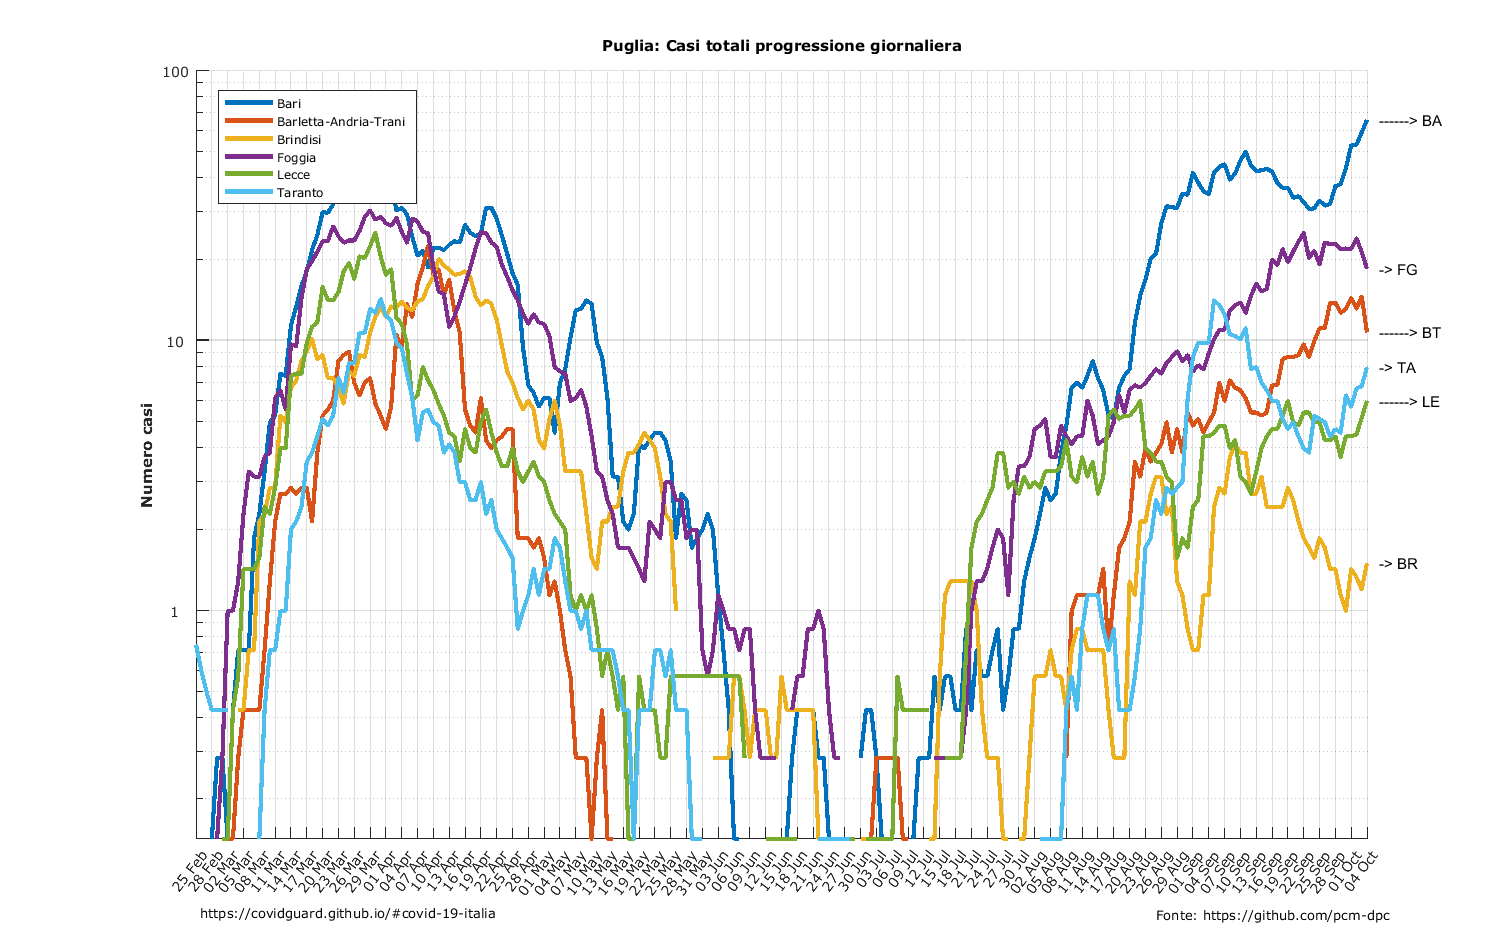 Puglia: Casi totali progressione giornaliera
100
10
1
Numero casi
Bari
Barletta-Andria-Trani
Brindisi
Foggia
Lecce
Taranto
------> BA
-> FG
-> BT
-> TA
------> LE
-> BR
25 Feb
28 Feb
02 Mar
05 Mar
08 Mar
11 Mar
14 Mar
17 Mar
20 Mar
23 Mar
26 Mar
29 Mar
01 Apr
04 Apr
07 Apr
10 Apr
13 Apr
16 Apr
19 Apr
22 Apr
25 Apr
28 Apr
01 May
04 May
07 May
10 May
13 May
16 May
19 May
22 May
25 May
28 May
31 May
03 Jun
06 Jun
09 Jun
12 Jun
15 Jun
18 Jun
21 Jun
24 Jun
27 Jun
30 Jun
03 Jul
06 Jul
09 Jul
12 Jul
15 Jul
18 Jul
21 Jul
24 Jul
27 Jul
30 Jul
02 Aug
05 Aug
08 Aug
11 Aug
14 Aug
17 Aug
20 Aug
23 Aug
26 Aug
29 Aug
01 Sep
04 Sep
07 Sep
10 Sep
13 Sep
16 Sep
19 Sep
22 Sep
25 Sep
28 Sep
01 Oct
04 Oct
https://covidguard.github.io/#covid-19-italia
Fonte: https://github.com/pcm-dpc